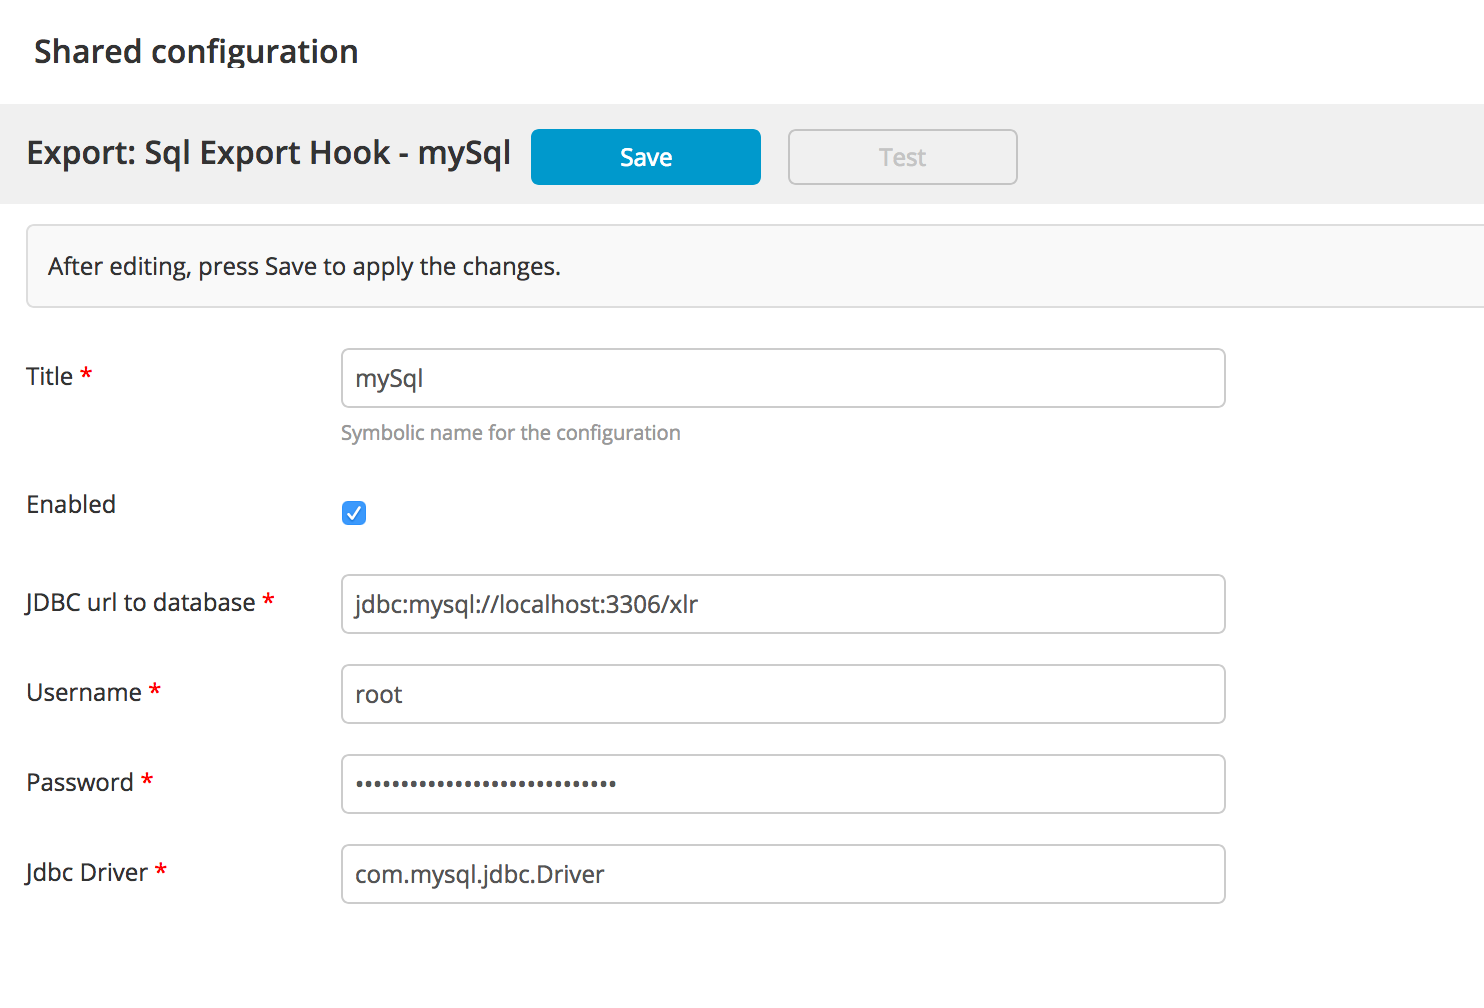 Shared configuration
Export: Sql Export Hook - mySql Save Test
After editing, press Save to apply the changes.
Title * mySql
Symbolic name for the configuration
Enabled
JDBC url to database * jdbc:mysql://localhost:3306/xlr
Username * root
Password * •••••••••••••••••••••••••••••
Jdbc Driver * com.mysql.jdbc.Driver